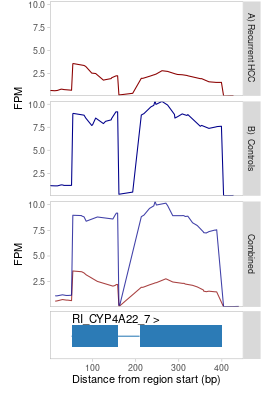 10.0
7.5
5.0
2.5
A) Recurrent HCC
FPM
10.0
7.5
5.0
2.5
B) Controls
10.0
7.5
5.0
2.5
Combined
FPM
RI_CYP4A22_7 >
100 200 300 400
Distance from region start (bp)